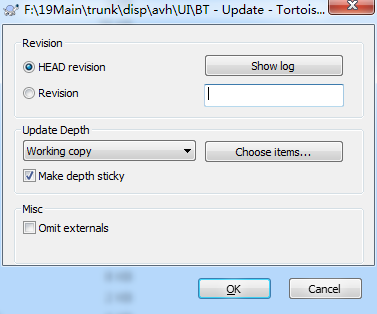 F:\19Main\trunk\disp\avh\UI\BT - Update - Tortois...
Revision
HEAD revision
Show log
Revision
Update Depth
Working copy
Choose items...
Make depth sticky
Misc
Omit externals
OK
Cancel